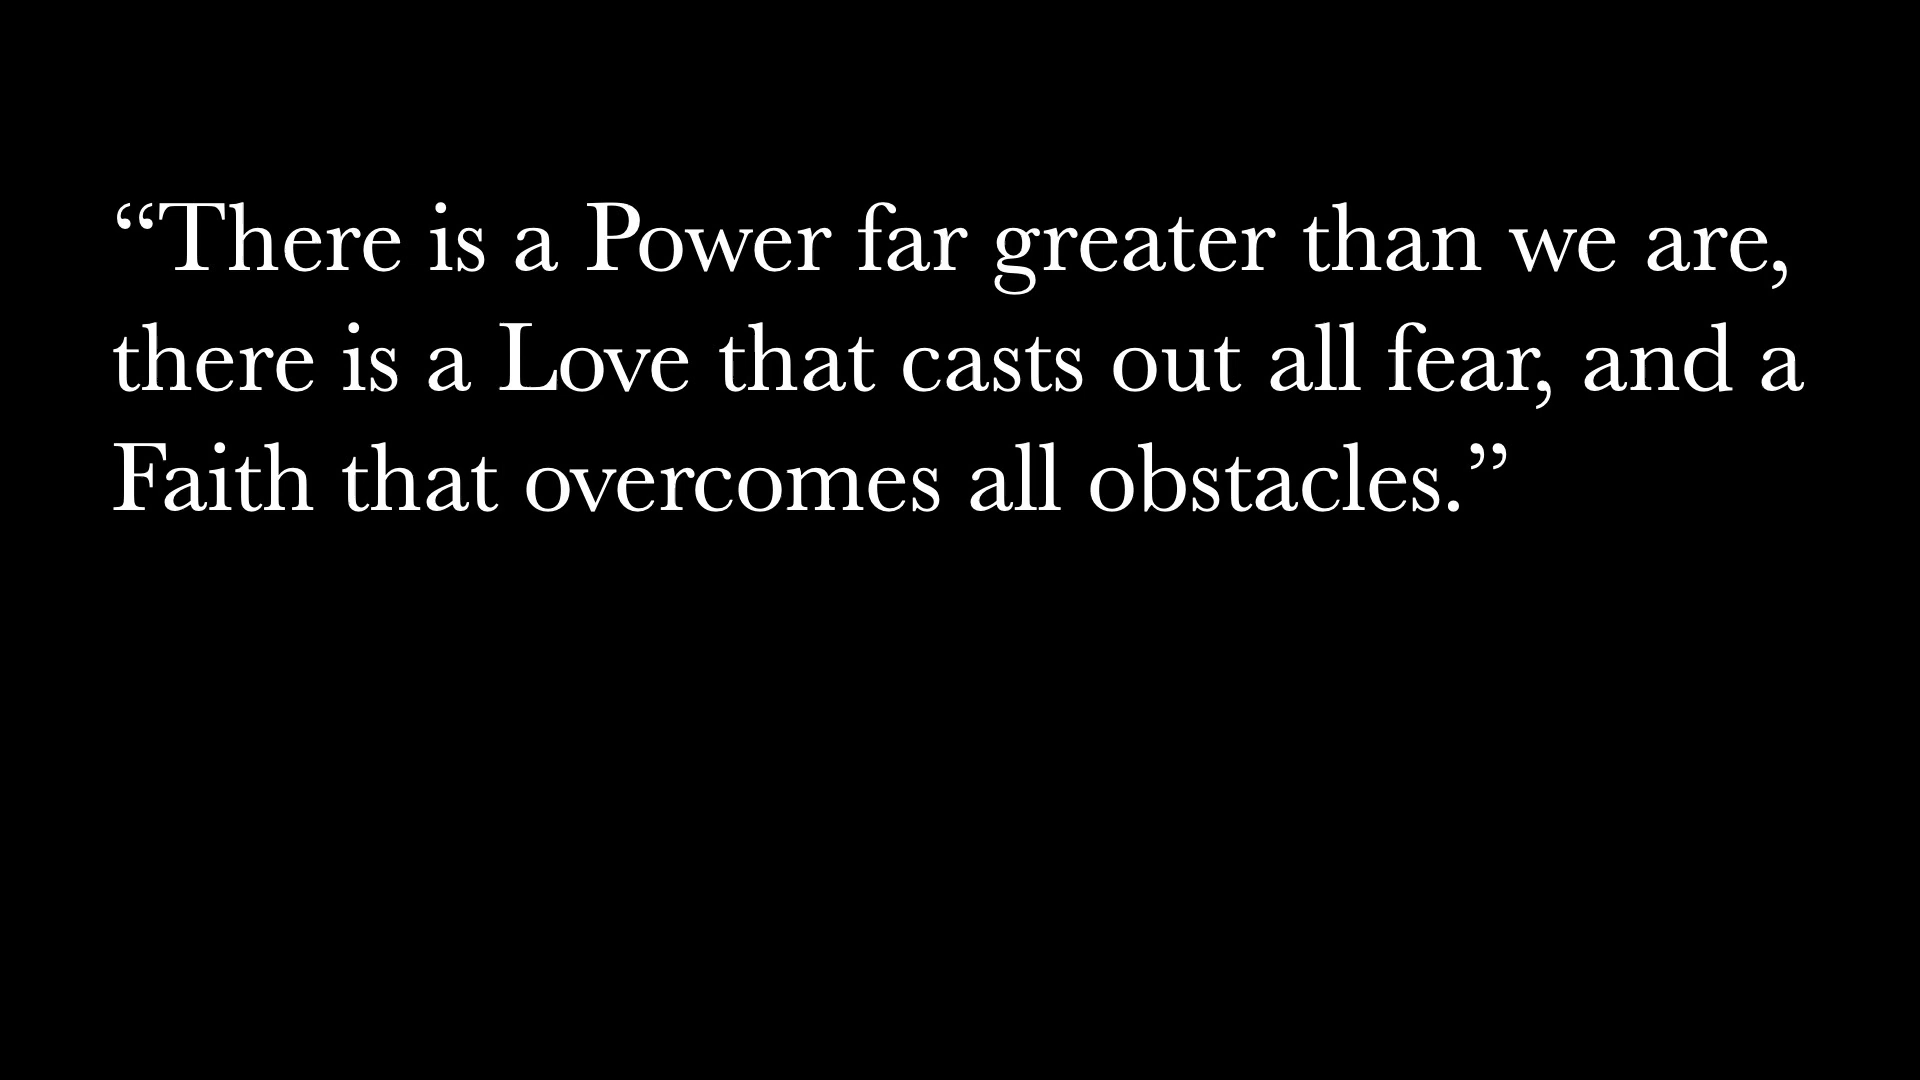 “There is a Power far greater than we are,
there is a Love that casts out all fear, and a
Faith that overcomes all obstacles.”